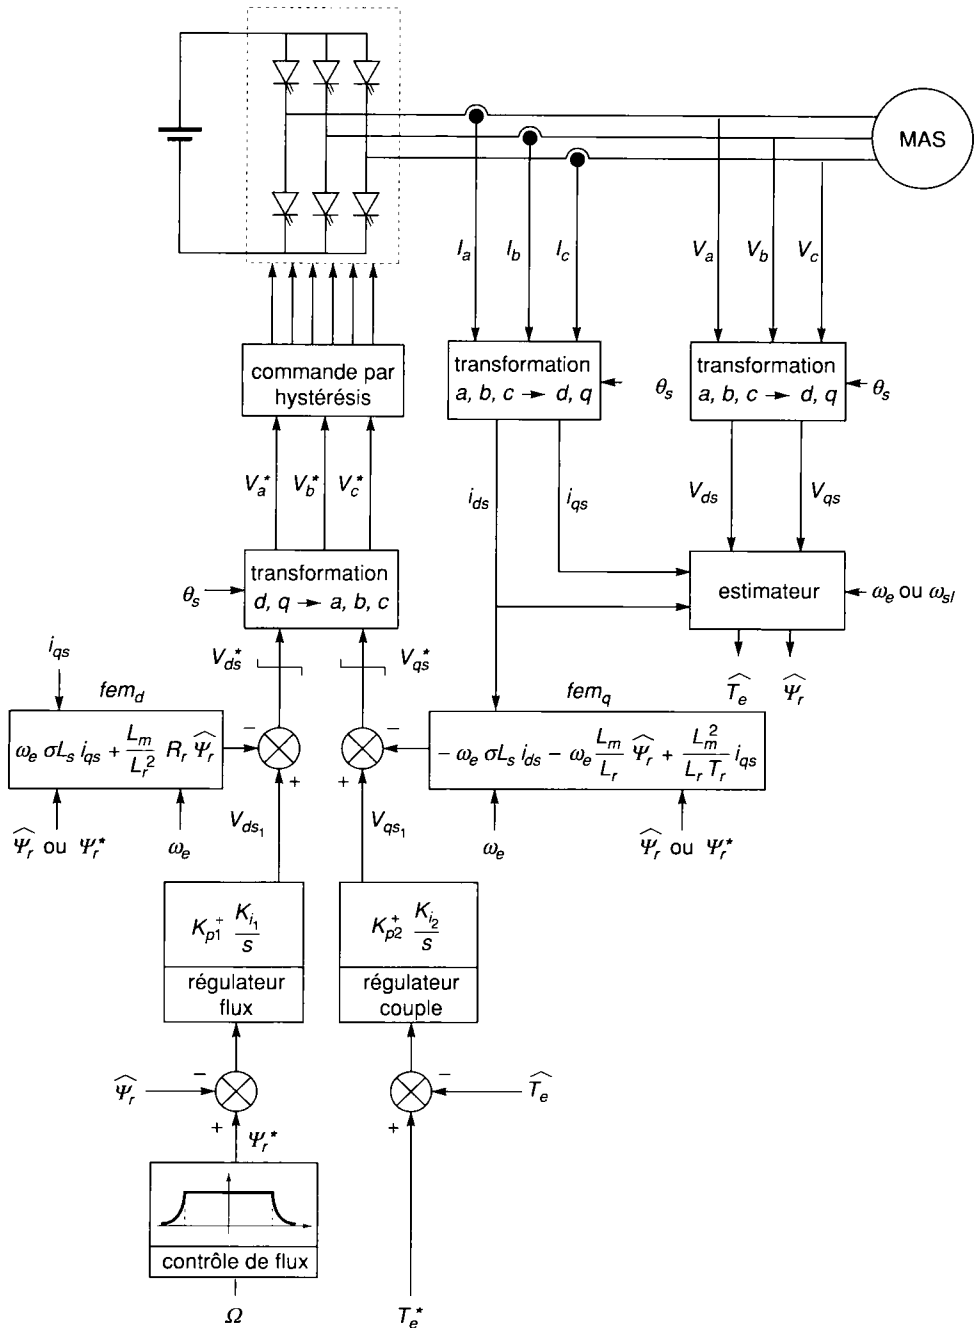 MAS
I_a
I_b
I_c
V_a
V_b
V_c
commande par
hystérésis
transformation
a, b, c → d, q
θ_s
transformation
a, b, c → d, q
θ_s
V_a*
V_b*
V_c*
i_ds
i_qs
V_ds
V_qs
θ_s
transformation
d, q → a, b, c
estimateur
ω_e ou ω_sl
i_qs
V_ds*
V_qs*
T̂_e
Ψ̂_r
fem_d
fem_q
ω_e σL_s i_qs + L_m/L_r² R_r Ψ̂_r
−
+
−
+
− ω_e σL_s i_ds − ω_e L_m/L_r Ψ̂_r + L_m²/(L_r T_r) i_qs
Ψ̂_r ou Ψ_r*
ω_e
V_ds1
V_qs1
ω_e
Ψ̂_r ou Ψ_r*
K_p1 + K_i1/s
régulateur
flux
K_p2 + K_i2/s
régulateur
couple
Ψ̂_r
−
+
−
+
T̂_e
Ψ_r*
contrôle de flux
Ω
T_e*